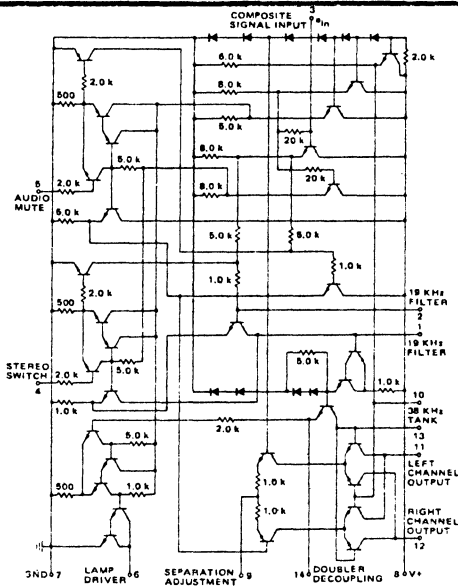 COMPOSITE
SIGNAL INPUT
3
e in
2.0 k
6.0 k
8.0 k
5.0 k
20 k
8.0 k
20 k
8.0 k
2.0 k
500
5.0 k
5
AUDIO
MUTE
2.0 k
5.0 k
5.0 k
5.0 k
1.0 k
1.0 k
2.0 k
500
19 KHz
FILTER
2
1
19 KHz
FILTER
STEREO
SWITCH
4
2.0 k
5.0 k
1.0 k
5.0 k
1.0 k
10
38 KHz
TANK
13
2.0 k
5.0 k
500
1.0 k
1.0 k
1.0 k
11
LEFT
CHANNEL
OUTPUT
RIGHT
CHANNEL
OUTPUT
12
GND 7
LAMP
DRIVER
6
SEPARATION
ADJUSTMENT
9
14
DOUBLER
DECOUPLING
8 V+